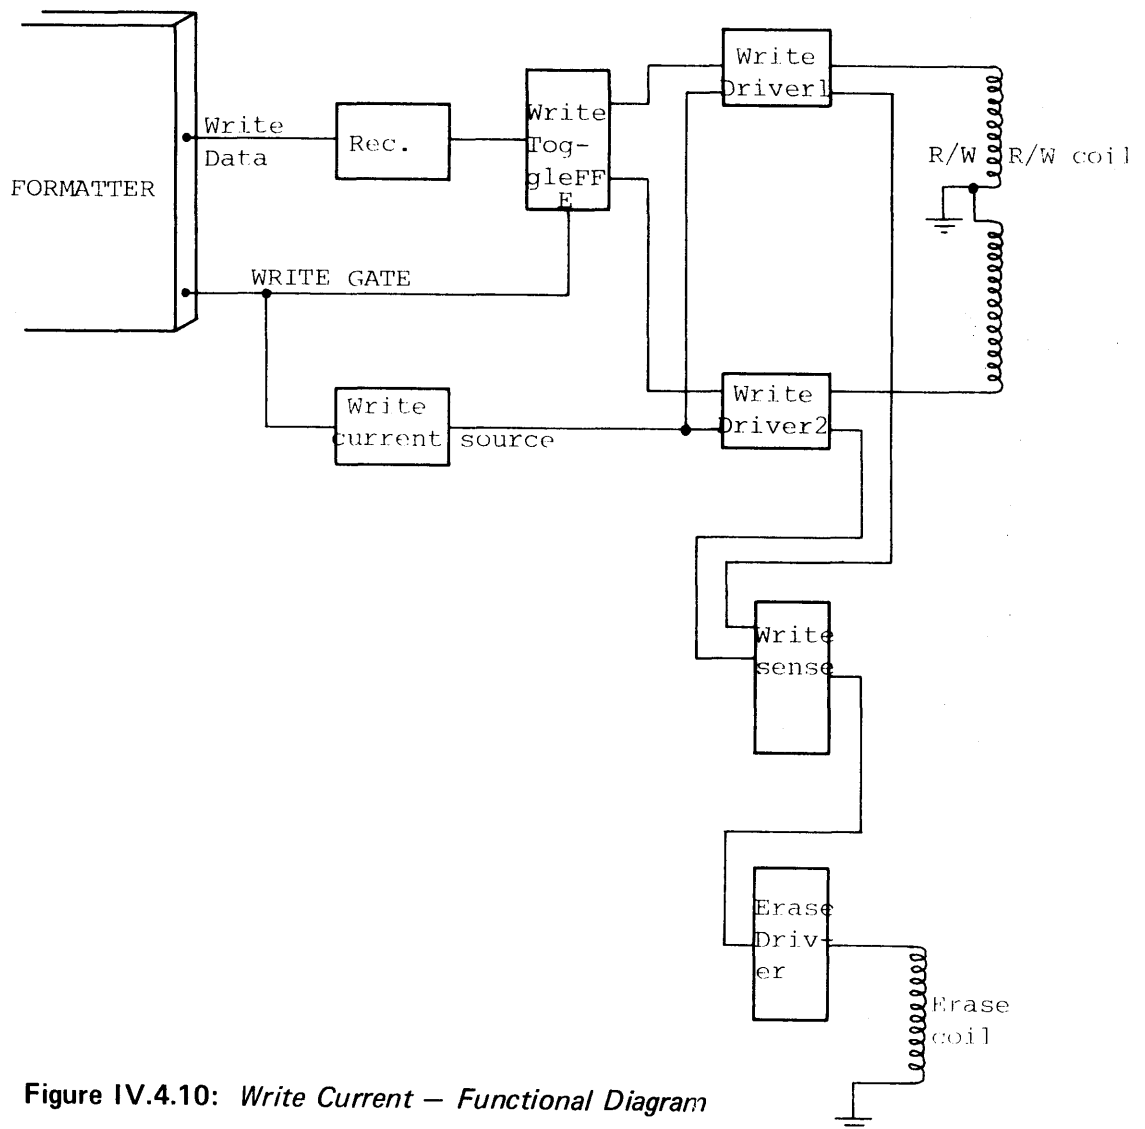 FORMATTER
Write
Data
Rec.
Write
Tog-
gleFF
E
Write
Driver1
R/W
R/W coil
WRITE GATE
Write
current source
Write
Driver2
Write
sense
Erase
Driv-
er
Erase
coil
Figure IV.4.10: Write Current – Functional Diagram